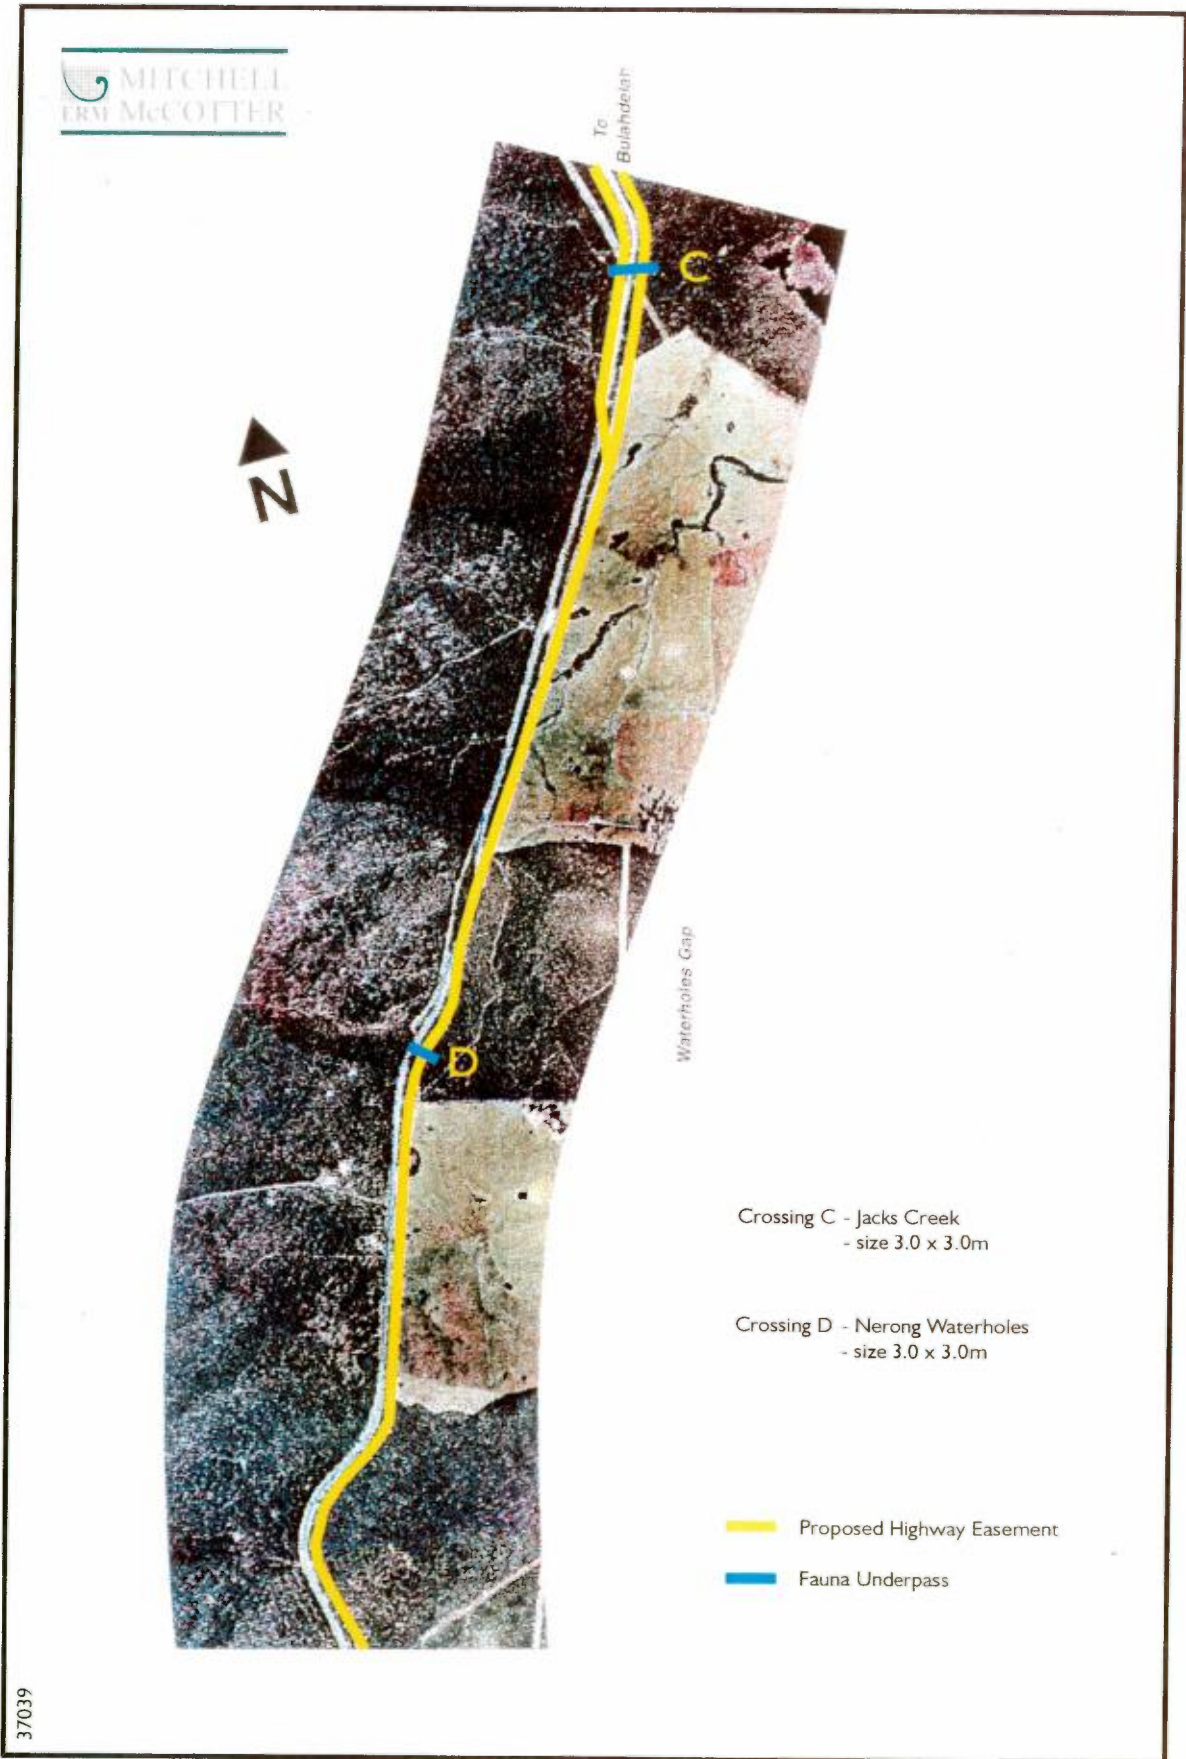 MITCHELL
ERM McCOTTER
To
Bulahdelah
C
N
D
Waterholes Gap
Crossing C - Jacks Creek
- size 3.0 x 3.0m
Crossing D - Nerong Waterholes
- size 3.0 x 3.0m
Proposed Highway Easement
Fauna Underpass
37039